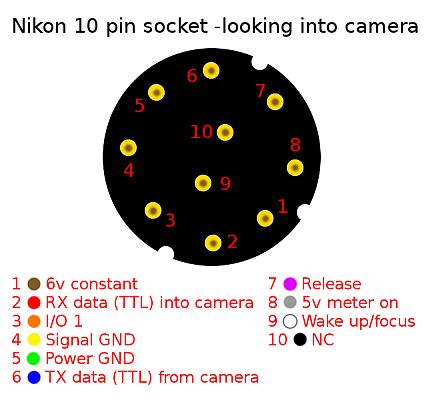 Nikon 10 pin socket -looking into camera
6
7
5
10
8
4
9
1
3
2
1 6v constant
2 RX data (TTL) into camera
3 I/O 1
4 Signal GND
5 Power GND
6 TX data (TTL) from camera
7 Release
8 5v meter on
9 Wake up/focus
10 NC